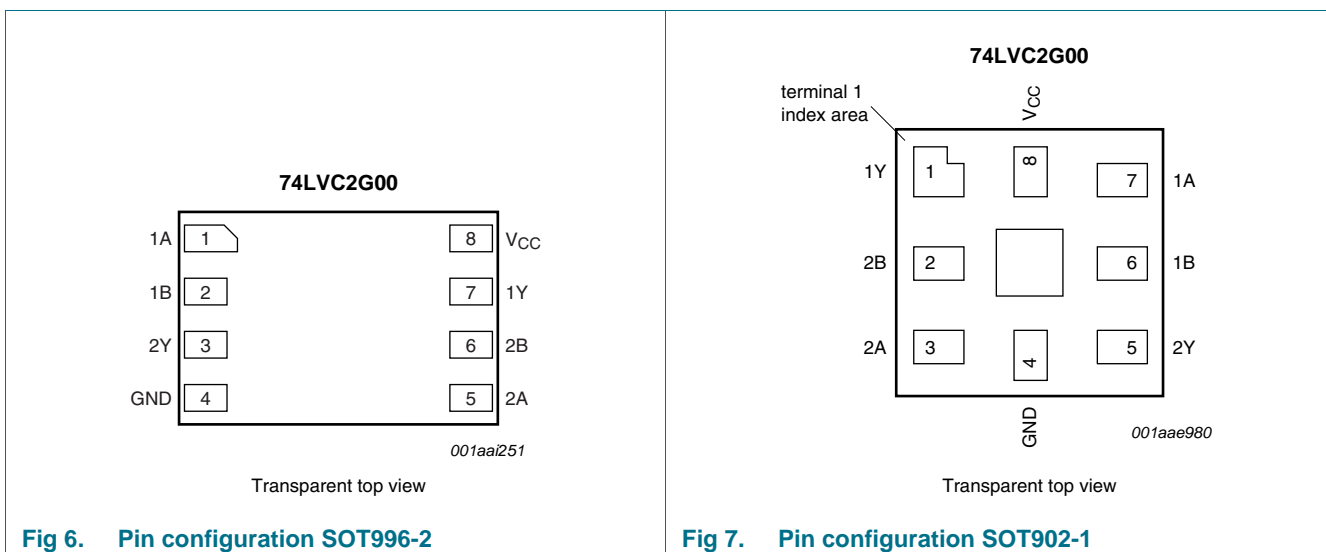 74LVC2G00
1A 1 8 VCC
1B 2 7 1Y
2Y 3 6 2B
GND 4 5 2A
001aai251
Transparent top view
Fig 6. Pin configuration SOT996-2
74LVC2G00
terminal 1
index area
VCC
1Y 1 8 7 1A
2B 2 6 1B
2A 3 4 5 2Y
GND
001aae980
Transparent top view
Fig 7. Pin configuration SOT902-1